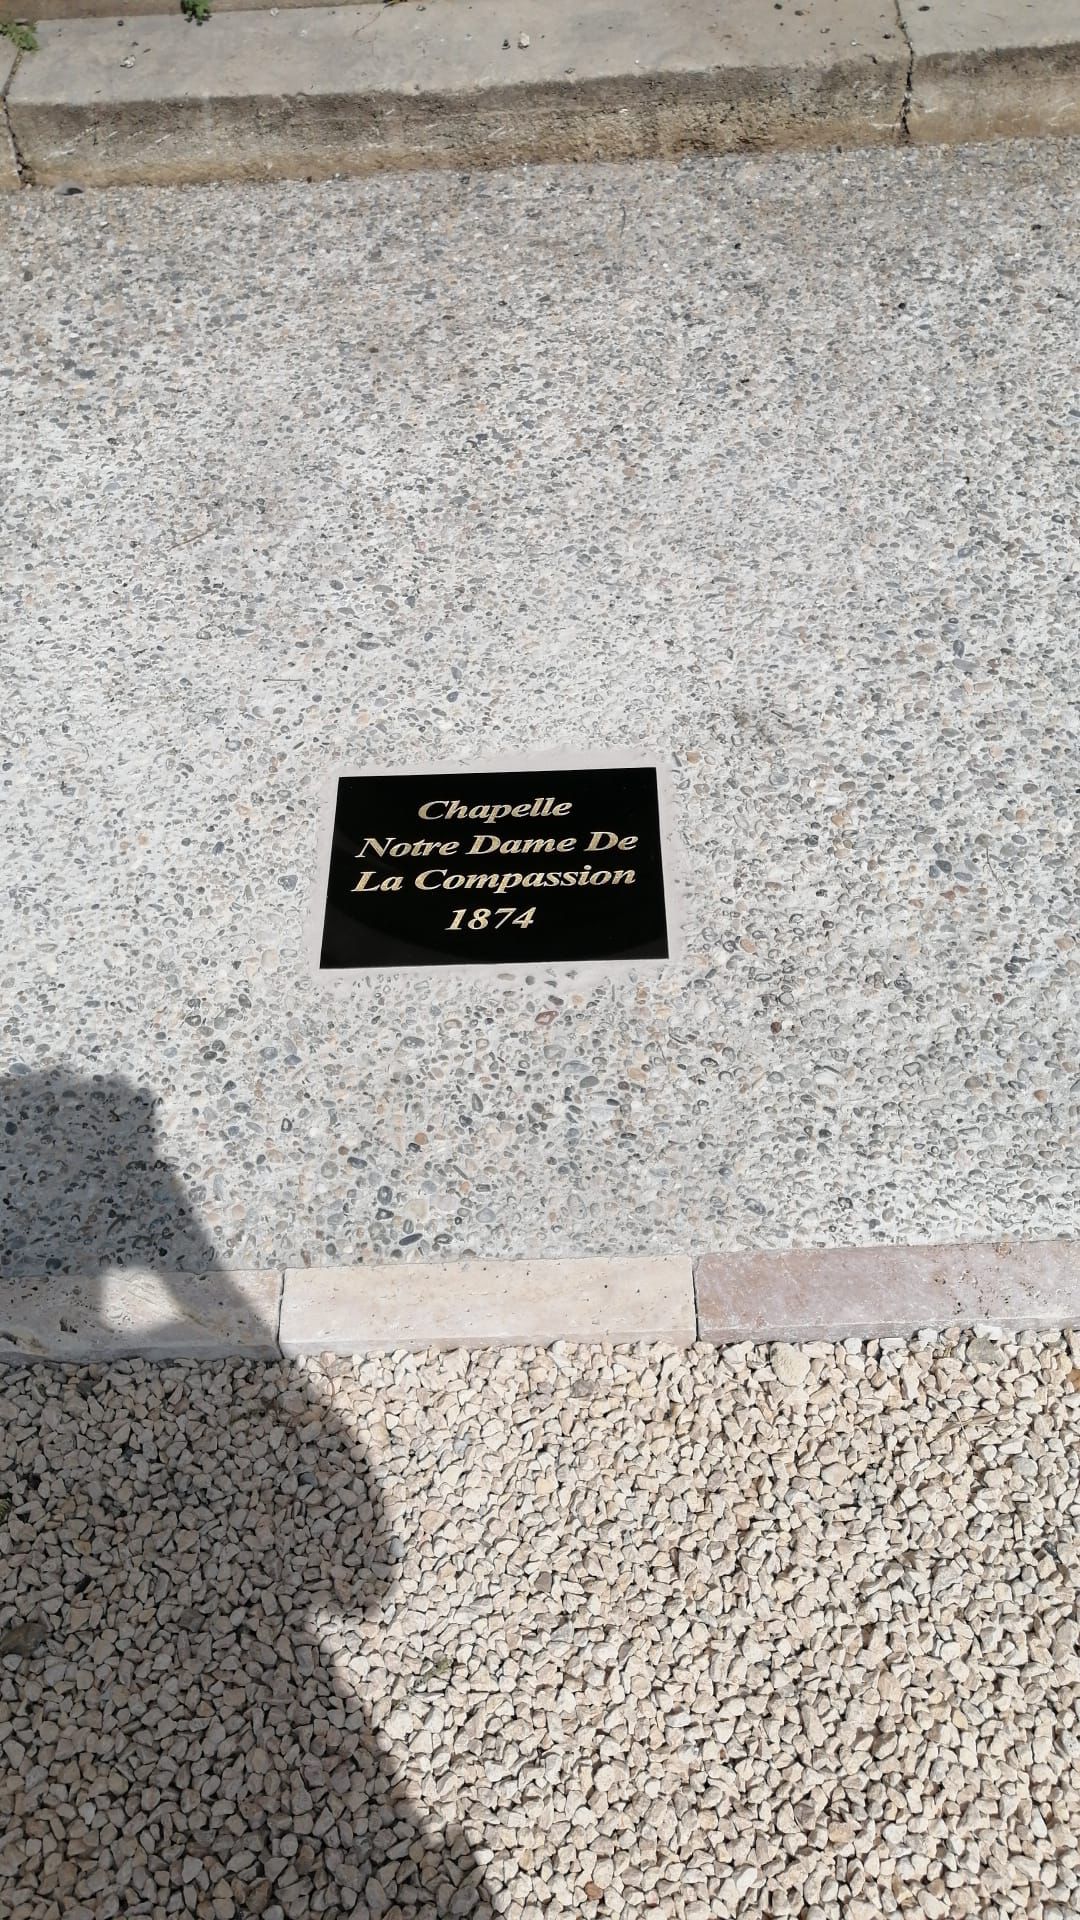 Chapelle
Notre Dame De
La Compassion
1874